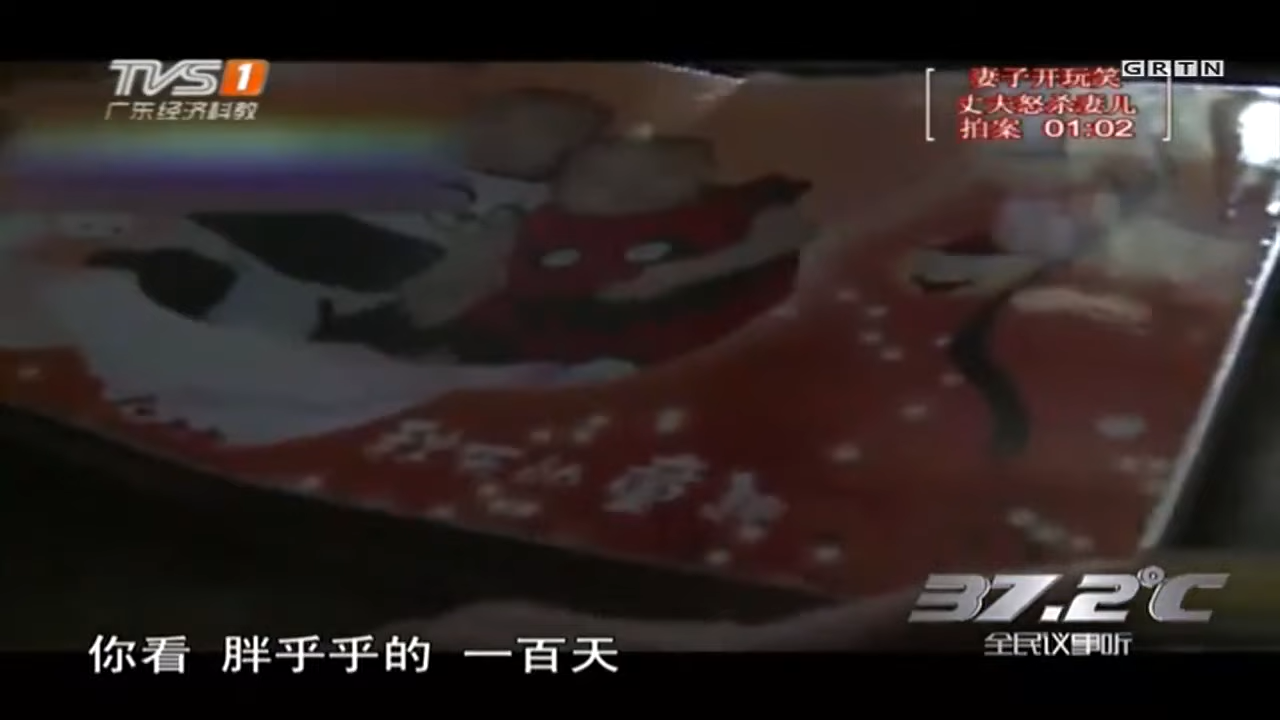 TVS1
广东经济科教
GRTN
妻子开玩笑
丈夫怒杀妻儿
拍案 01:02
37.2℃
全民议事听
你看 胖乎乎的 一百天